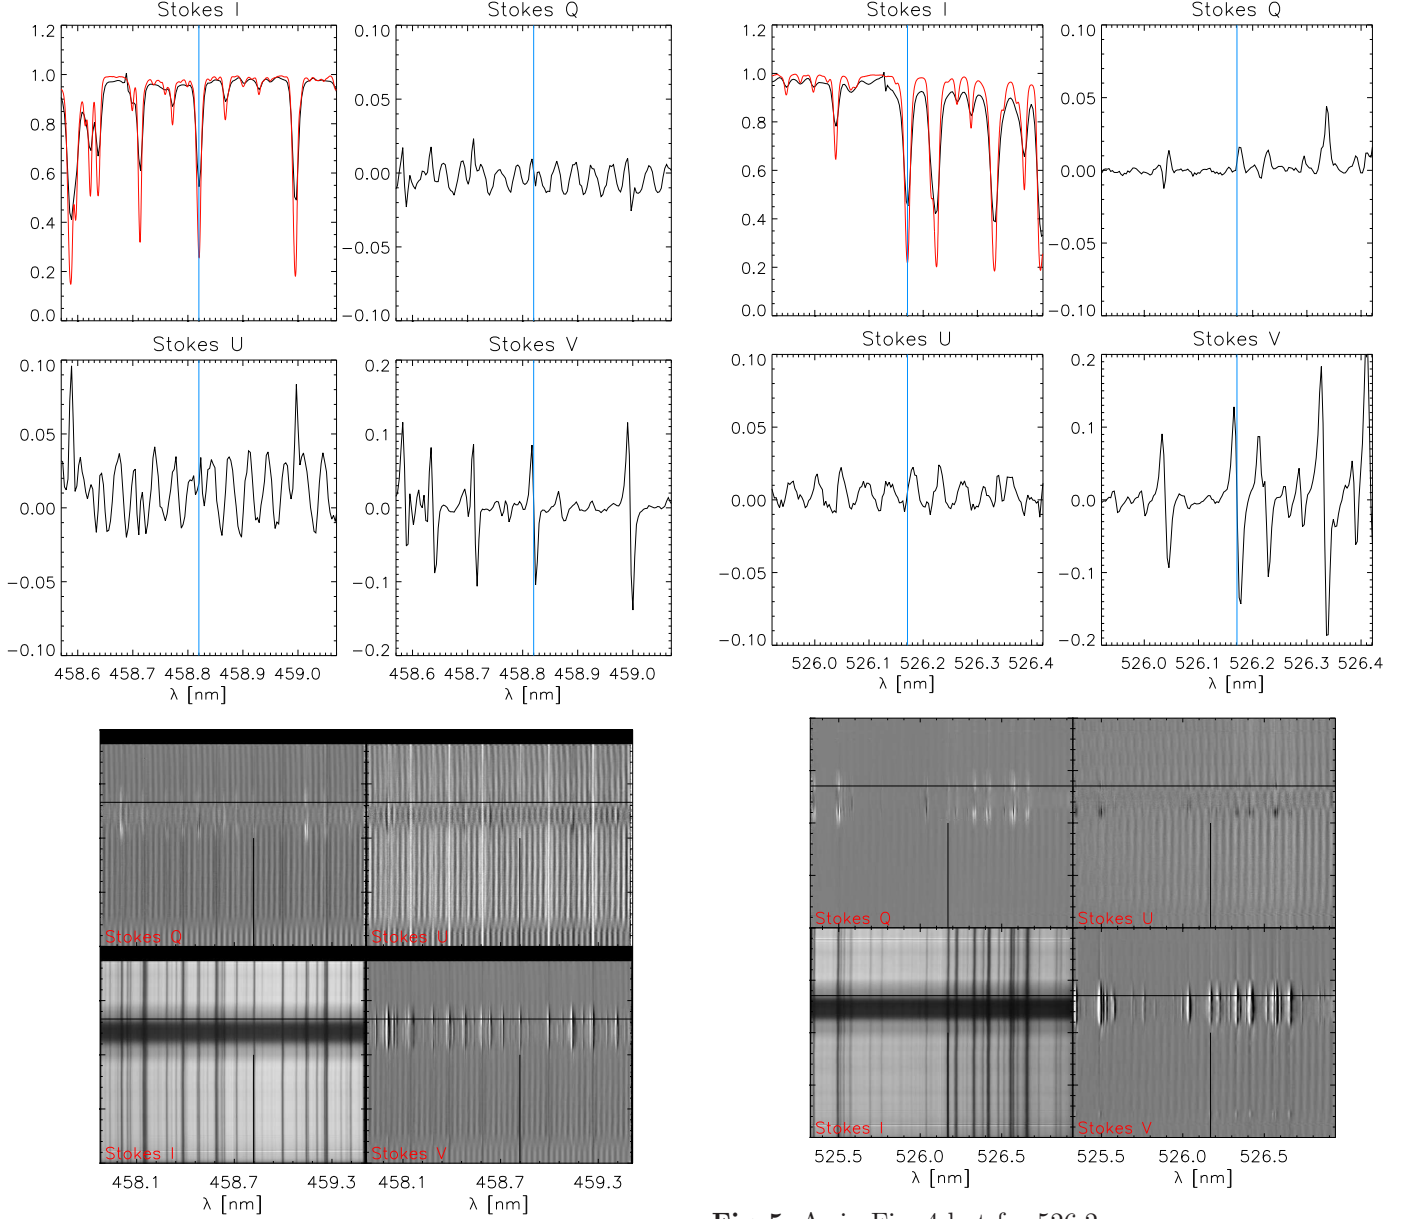 Stokes I
Stokes Q
1.2
1.0
0.8
0.6
0.4
0.2
0.0
0.10
0.05
0.00
−0.05
−0.10
Stokes U
Stokes V
0.10
0.05
0.00
−0.05
−0.10
0.2
0.1
0.0
−0.1
−0.2
458.6 458.7 458.8 458.9 459.0
λ [nm]
458.6 458.7 458.8 458.9 459.0
λ [nm]
Stokes Q
Stokes U
Stokes I
Stokes V
458.1 458.7 459.3
λ [nm]
458.1 458.7 459.3
λ [nm]
Stokes I
Stokes Q
1.2
1.0
0.8
0.6
0.4
0.2
0.0
0.10
0.05
0.00
−0.05
−0.10
Stokes U
Stokes V
0.10
0.05
0.00
−0.05
−0.10
0.2
0.1
0.0
−0.1
−0.2
526.0 526.1 526.2 526.3 526.4
λ [nm]
526.0 526.1 526.2 526.3 526.4
λ [nm]
Stokes Q
Stokes U
Stokes I
Stokes V
525.5 526.0 526.5
λ [nm]
525.5 526.0 526.5
λ [nm]